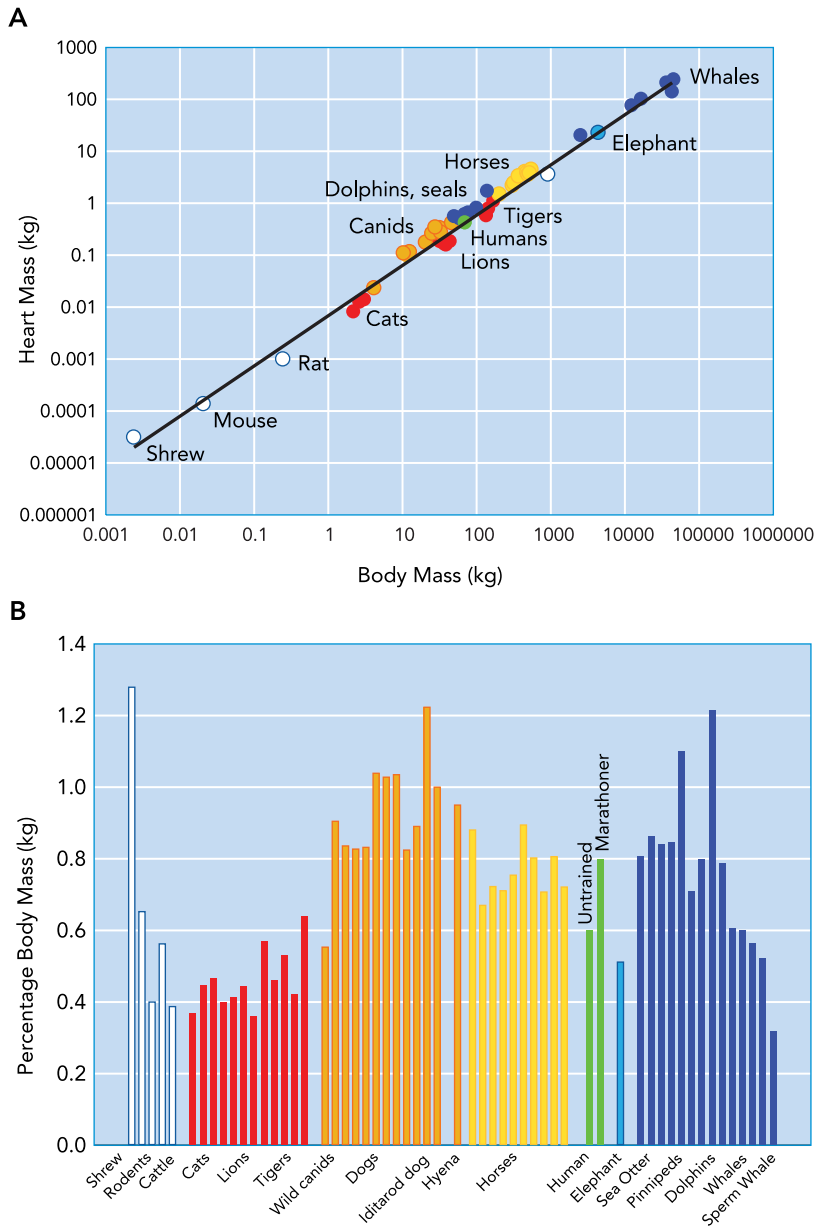 A
1000
100
10
1
0.1
0.01
0.001
0.0001
0.00001
0.000001
Heart Mass (kg)
Whales
Elephant
Horses
Dolphins, seals
Tigers
Canids
Humans
Lions
Cats
Rat
Mouse
Shrew
0.001
0.01
0.1
1
10
100
1000
10000
100000
1000000
Body Mass (kg)
B
1.4
1.2
1.0
0.8
0.6
0.4
0.2
0.0
Percentage Body Mass (kg)
Untrained
Marathoner
Shrew
Rodents
Cattle
Cats
Lions
Tigers
Wild canids
Dogs
Iditarod dog
Hyena
Horses
Human
Elephant
Sea Otter
Pinnipeds
Dolphins
Whales
Sperm Whale